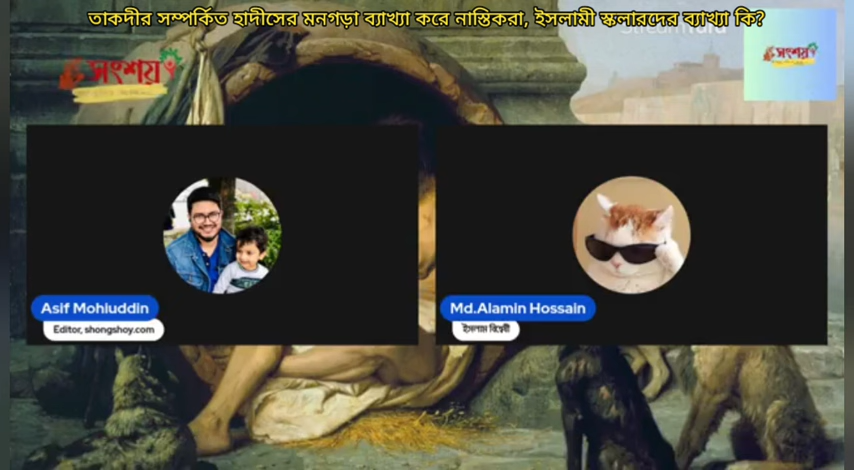 তাকদীর সম্পর্কিত হাদীসের মনগড়া ব্যাখ্যা করে নাস্তিকরা, ইসলামী স্কলারদের ব্যাখ্যা কি?
StreamYard
সংশয়
সংশয়
Asif Mohiuddin
Editor, shongshoy.com
Md.Alamin Hossain
ইসলাম বিদ্বেষী